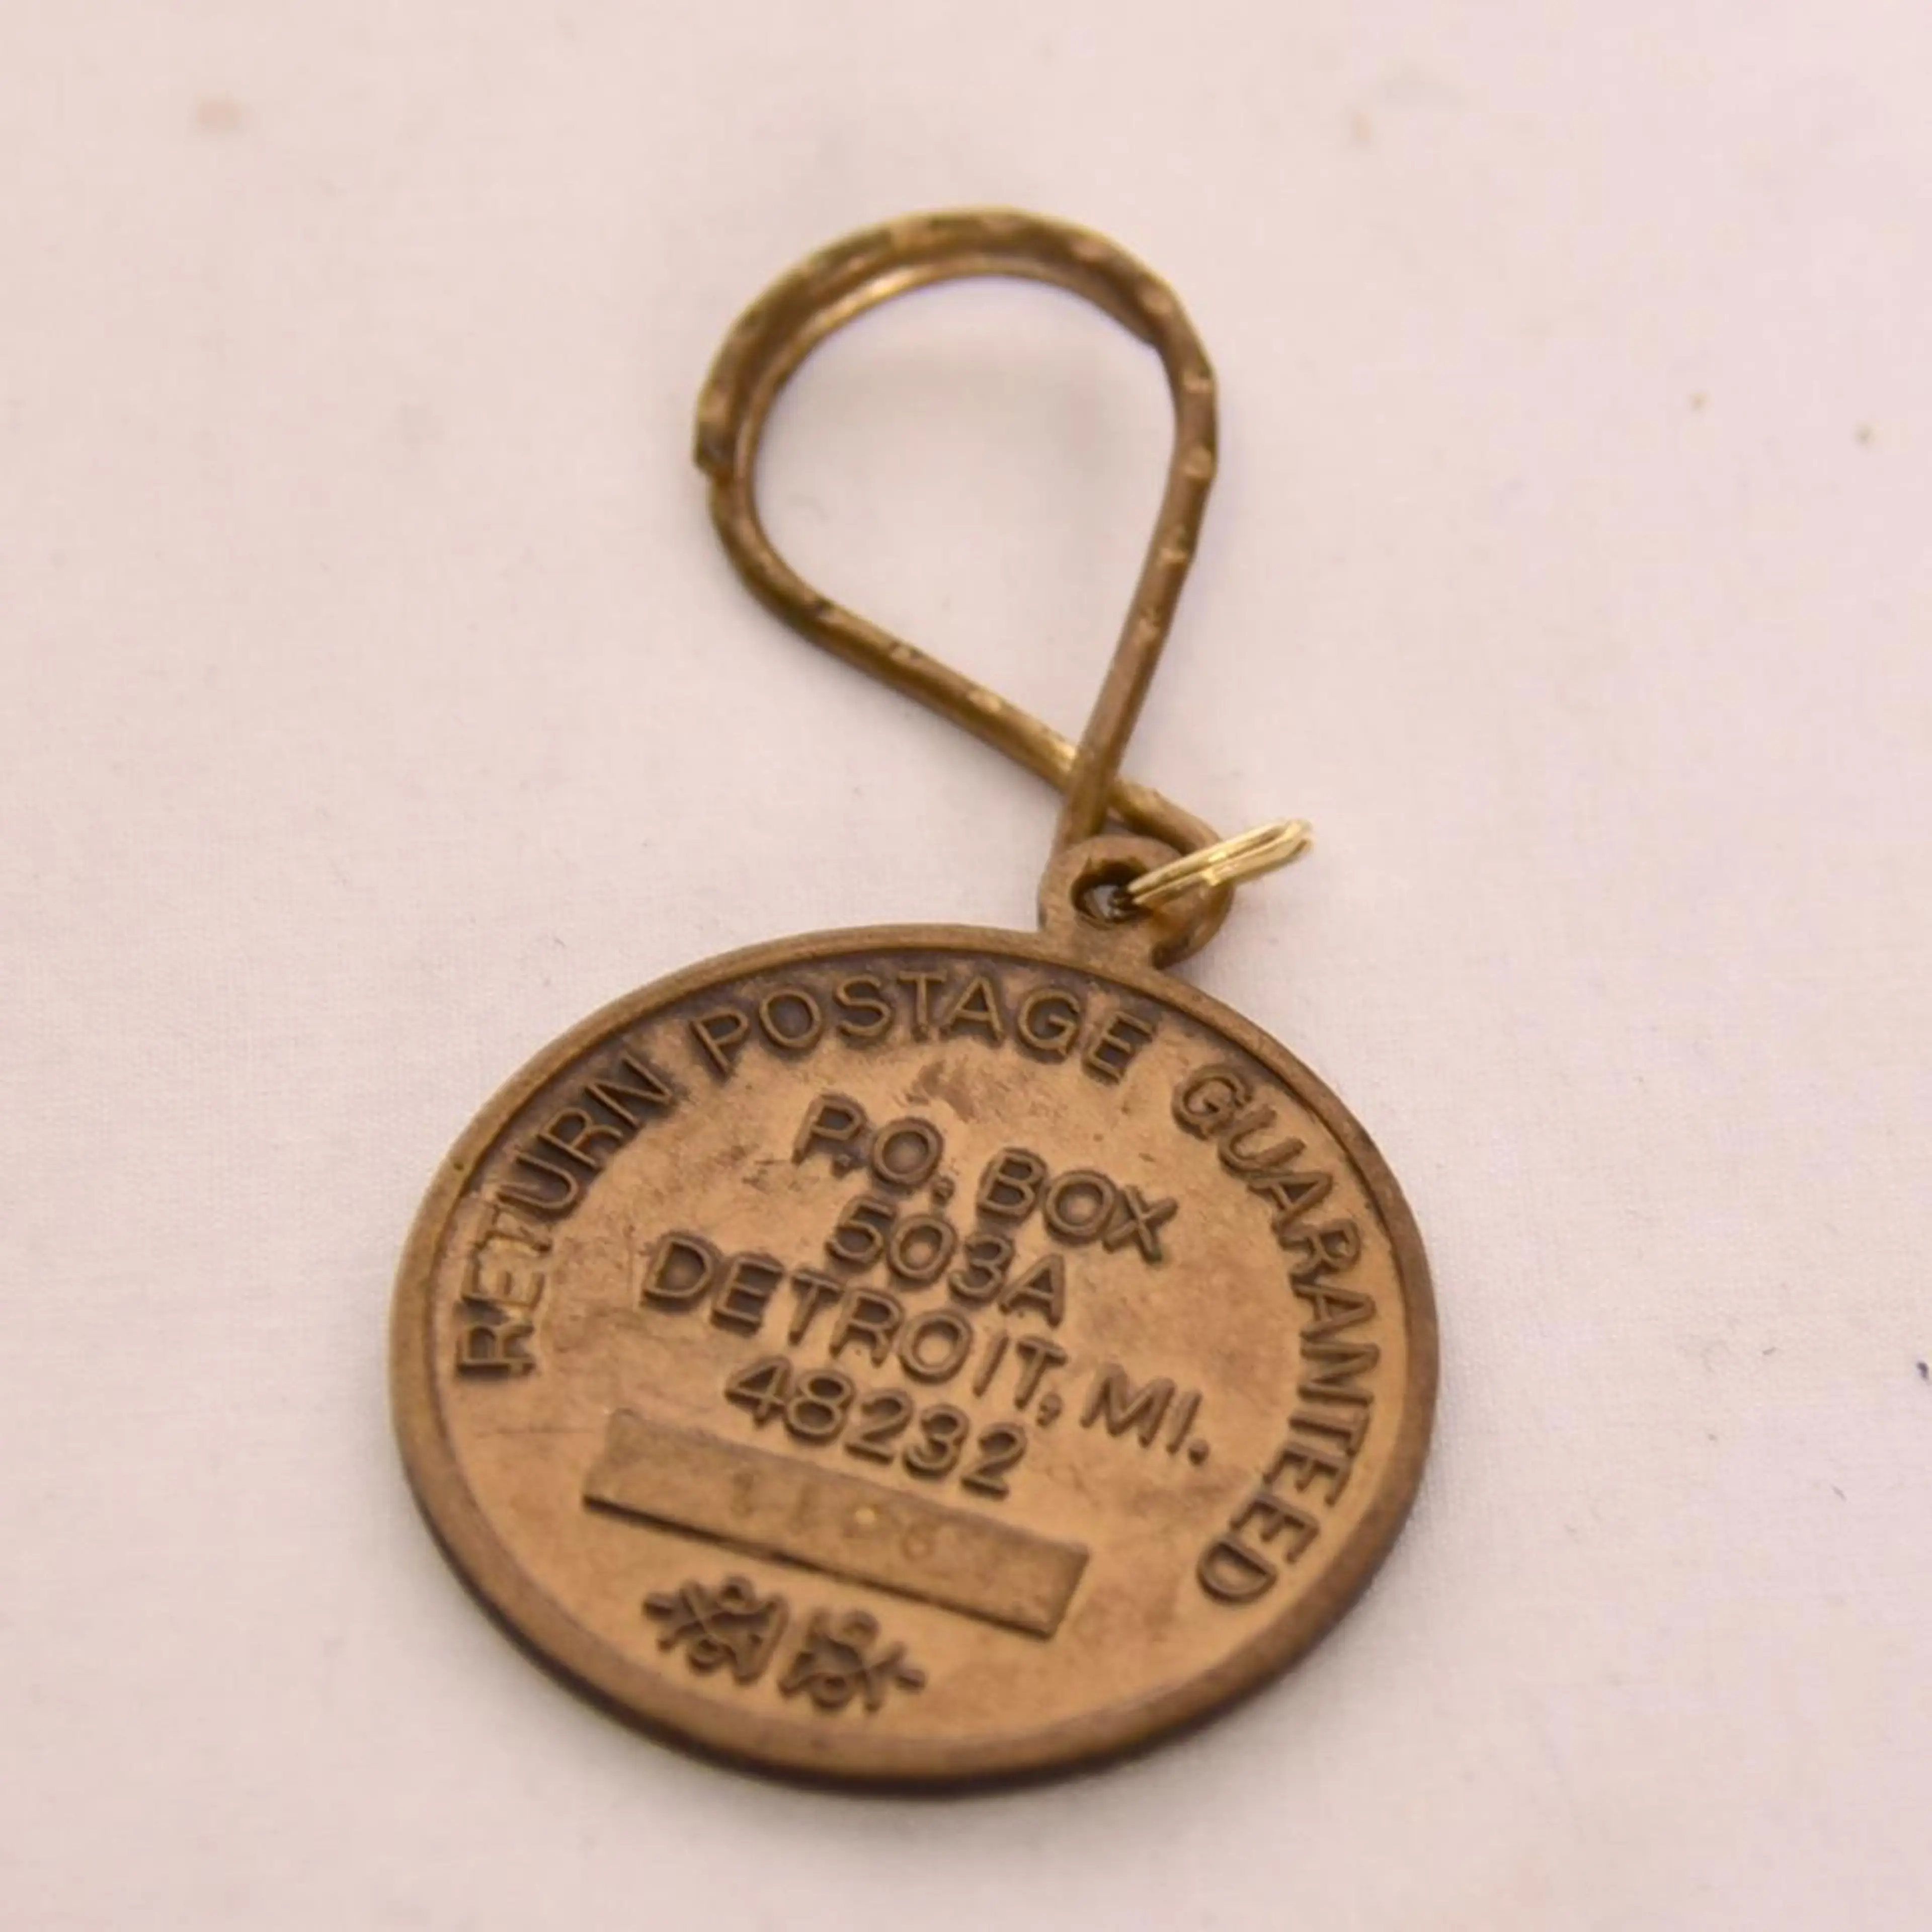 RETURN POSTAGE GUARANTEED
P.O. BOX
503A
DETROIT, MI.
48232